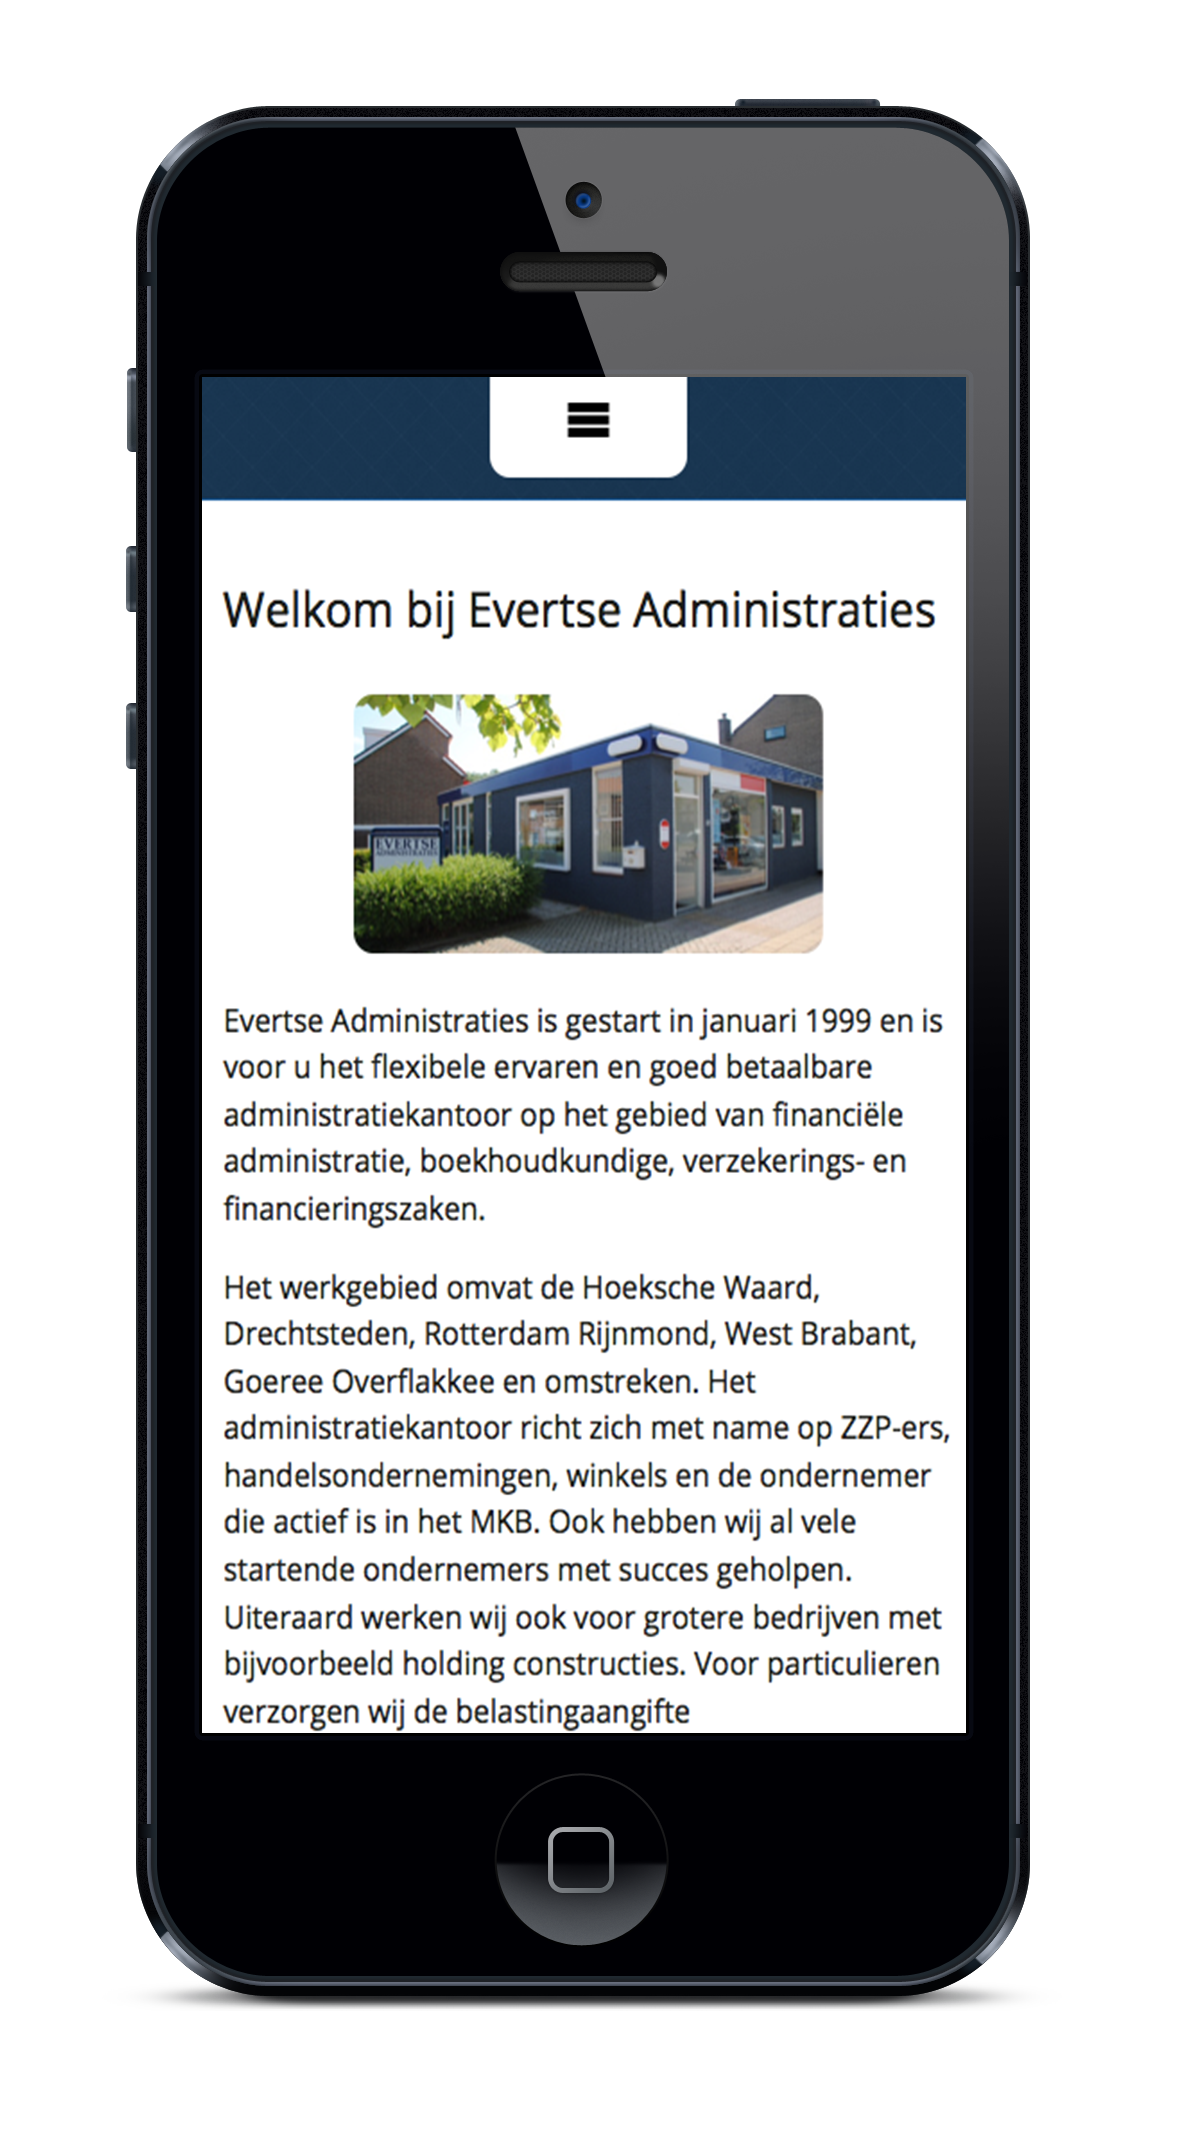 Welkom bij Evertse Administraties
EVERTSE
ADMINISTRATIES
Evertse Administraties is gestart in januari 1999 en is
voor u het flexibele ervaren en goed betaalbare
administratiekantoor op het gebied van financiële
administratie, boekhoudkundige, verzekerings- en
financieringszaken.
Het werkgebied omvat de Hoeksche Waard,
Drechtsteden, Rotterdam Rijnmond, West Brabant,
Goeree Overflakkee en omstreken. Het
administratiekantoor richt zich met name op ZZP-ers,
handelsondernemingen, winkels en de ondernemer
die actief is in het MKB. Ook hebben wij al vele
startende ondernemers met succes geholpen.
Uiteraard werken wij ook voor grotere bedrijven met
bijvoorbeeld holding constructies. Voor particulieren
verzorgen wij de belastingaangifte